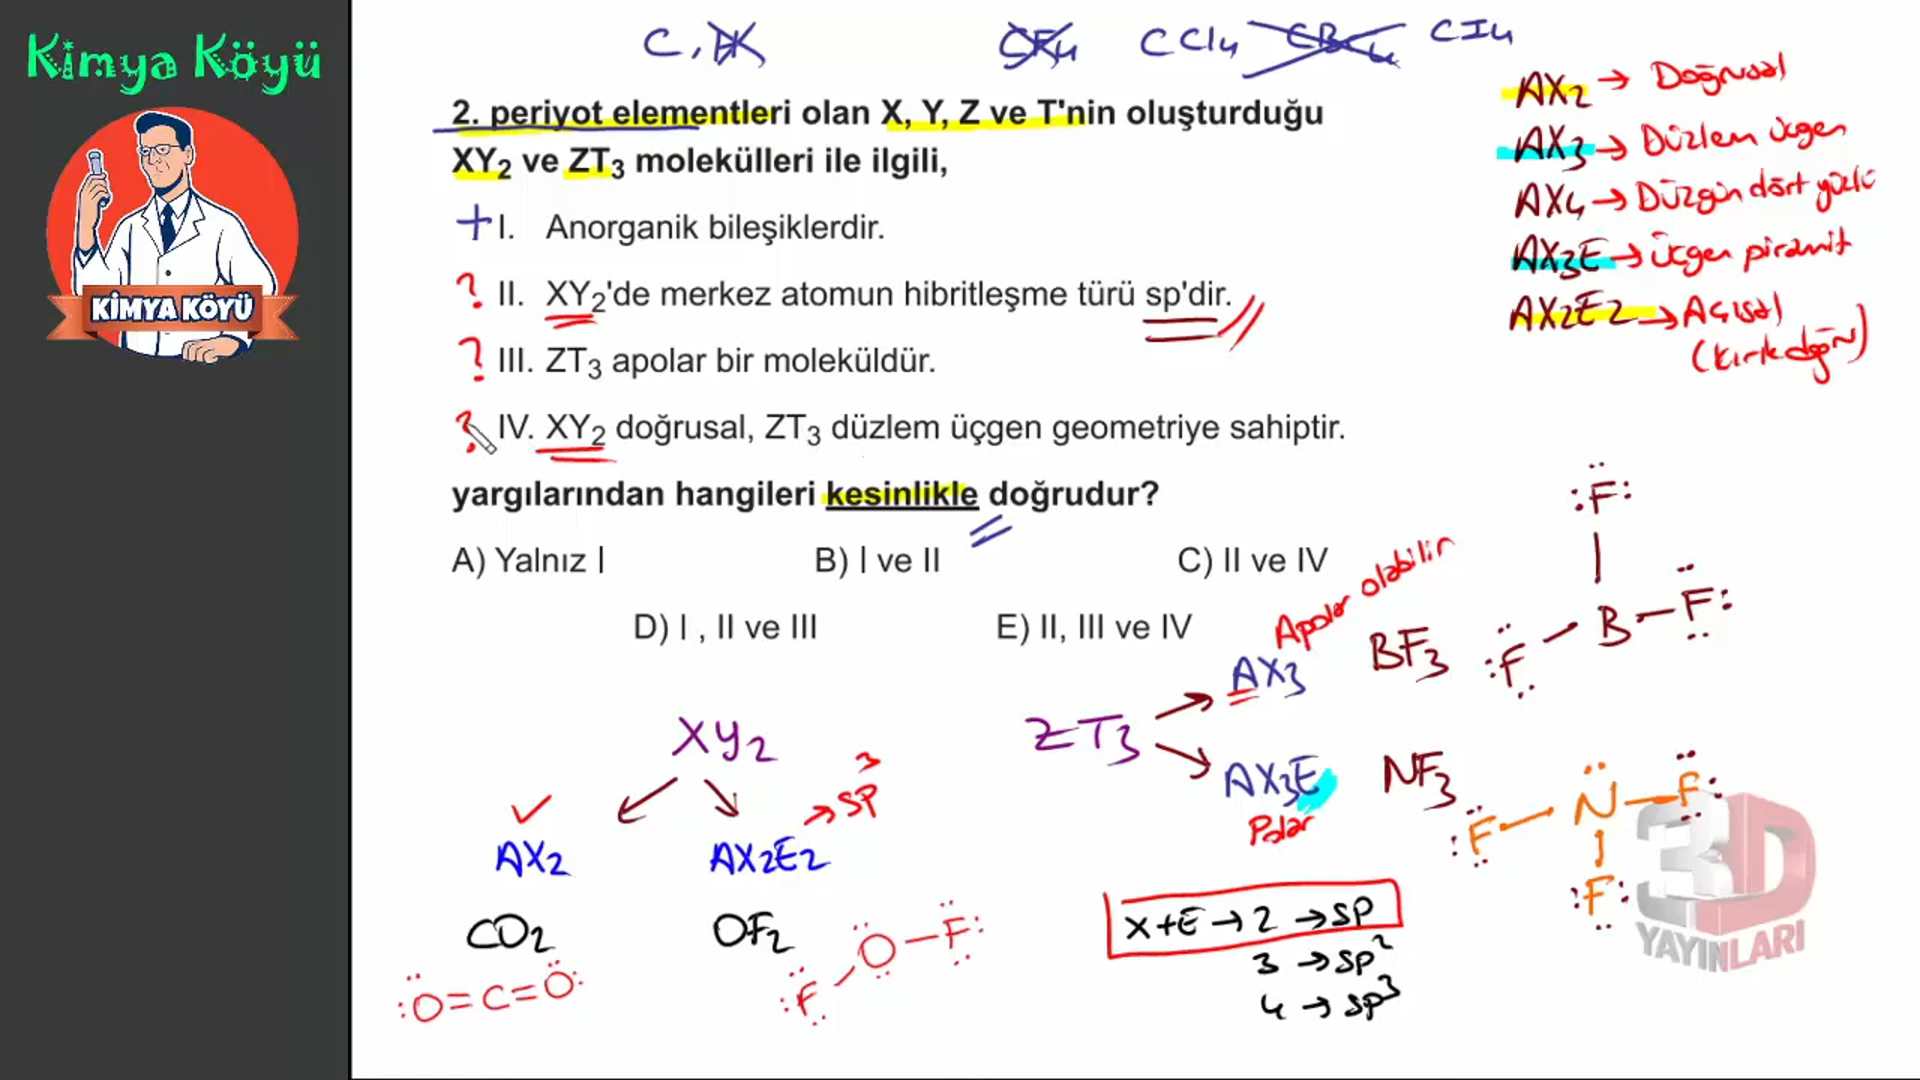 Kimya Köyü
KİMYA KÖYÜ
C, H
CF4 CCl4 CBr4 CI4
2. periyot elementleri olan X, Y, Z ve T'nin oluşturduğu
XY2 ve ZT3 molekülleri ile ilgili,
+ I. Anorganik bileşiklerdir.
? II. XY2'de merkez atomun hibritleşme türü sp'dir.
? III. ZT3 apolar bir moleküldür.
? IV. XY2 doğrusal, ZT3 düzlem üçgen geometriye sahiptir.
yargılarından hangileri kesinlikle doğrudur?
A) Yalnız I B) I ve II C) II ve IV
D) I , II ve III E) II, III ve IV
AX2 → Doğrusal
AX3 → Düzlem üçgen
AX4 → Düzgün dört yüzlü
AX3E → Üçgen piramit
AX2E2 → Açısal
(Kırık doğru)
XY2
AX2
AX2E2 → SP3
CO2
OF2
:Ö=C=Ö:
:F-O-F:
ZT3
Apolar olabilir
AX3
BF3
F
F B F
AX3E
Polar
NF3
F N F
F
X+E → 2 → SP
3 → SP2
4 → SP3
3D
YAYINLARI